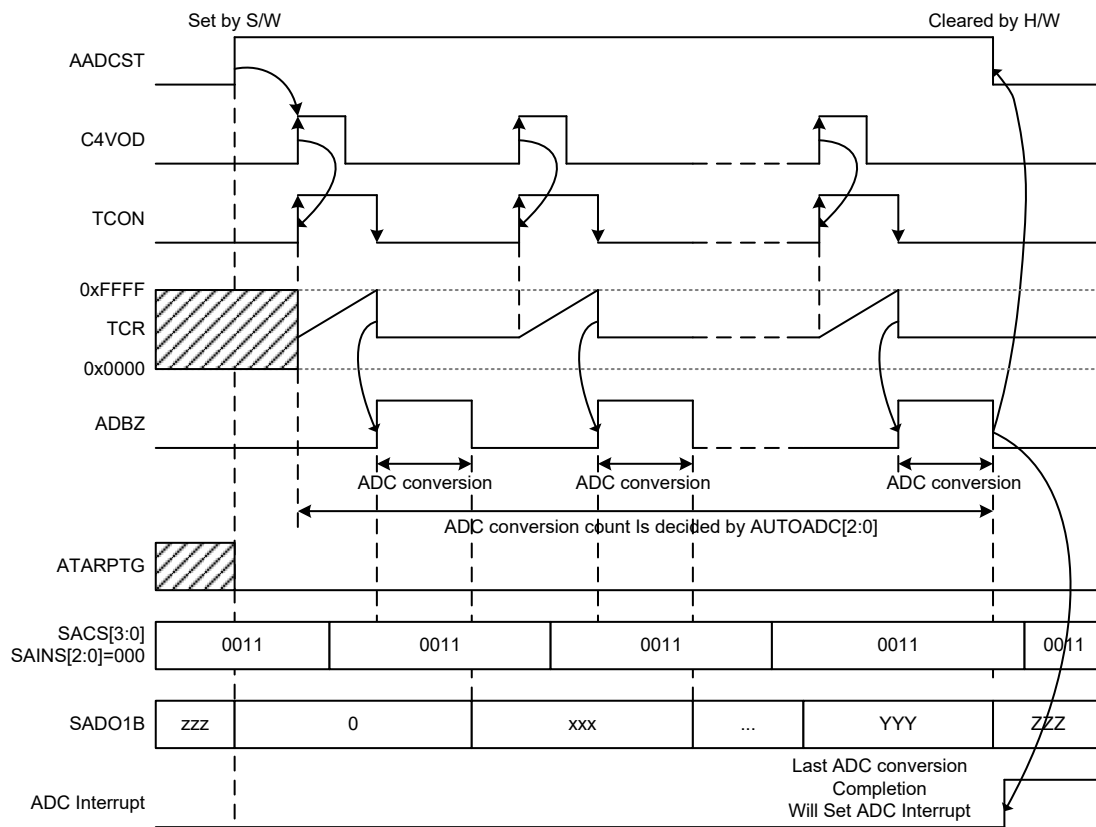 Set by S/W
Cleared by H/W
AADCST
C4VOD
TCON
0xFFFF
TCR
0x0000
ADBZ
ADC conversion
ADC conversion
ADC conversion
ADC conversion count Is decided by AUTOADC[2:0]
ATARPTG
SACS[3:0]
SAINS[2:0]=000
0011
0011
0011
0011
0011
SADO1B
zzz
0
xxx
...
YYY
ZZZ
Last ADC conversion
Completion
Will Set ADC Interrupt
ADC Interrupt